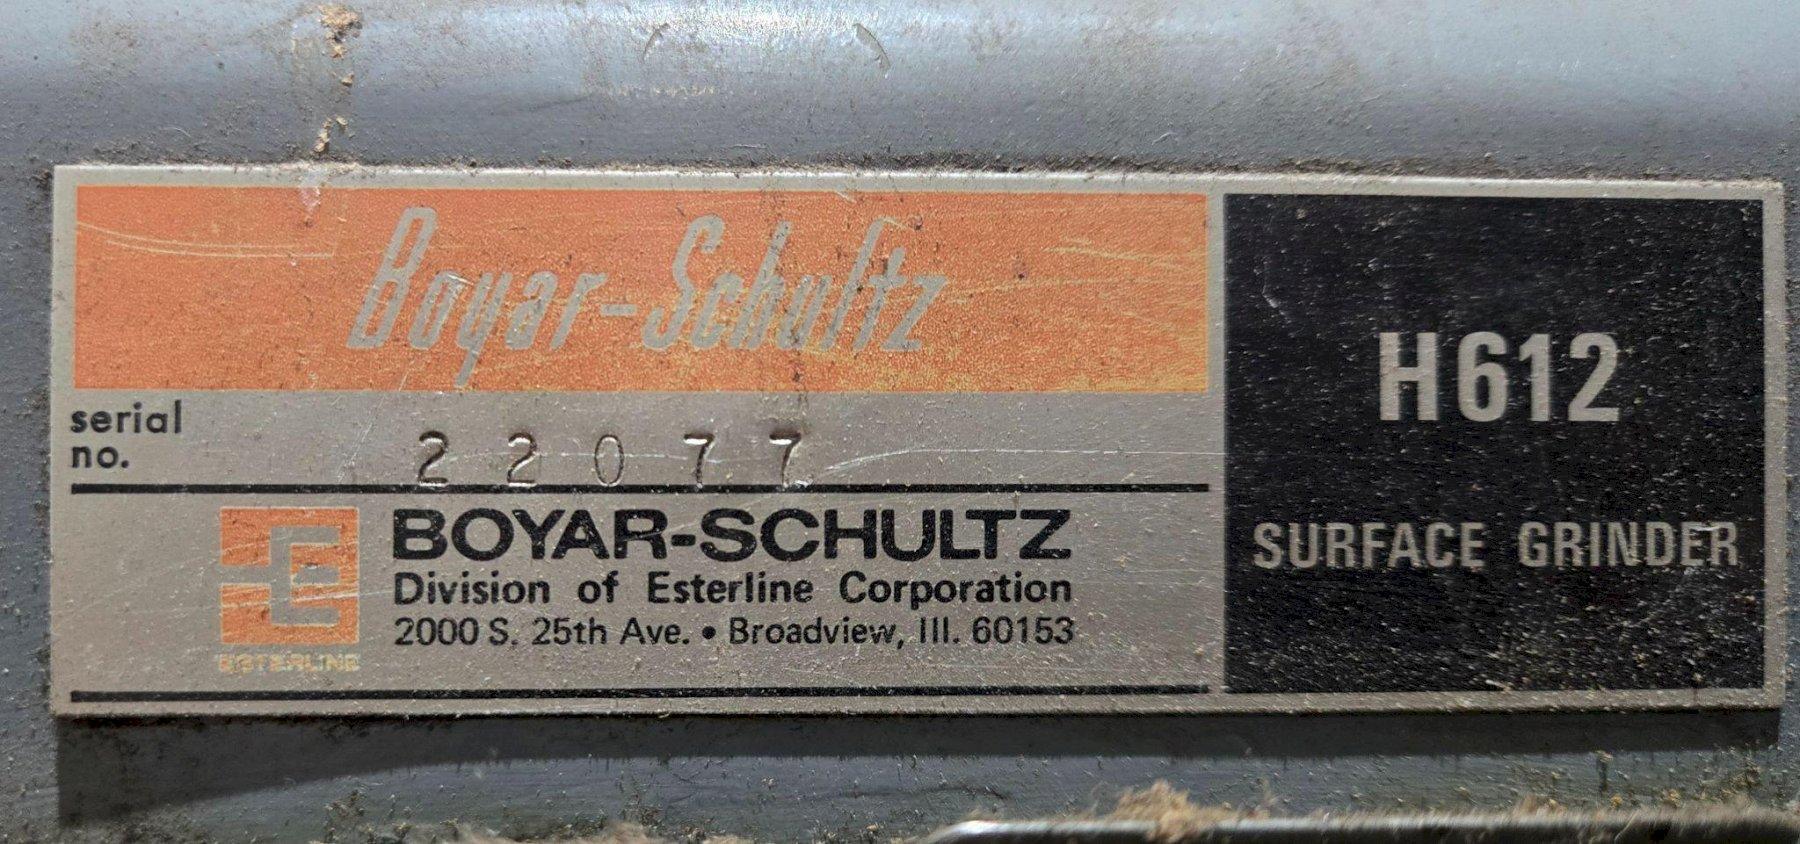 Boyar-Schultz
serial
no.
22077
BOYAR-SCHULTZ
Division of Esterline Corporation
2000 S. 25th Ave. • Broadview, Ill. 60153
ESTERLINE
H612
SURFACE GRINDER